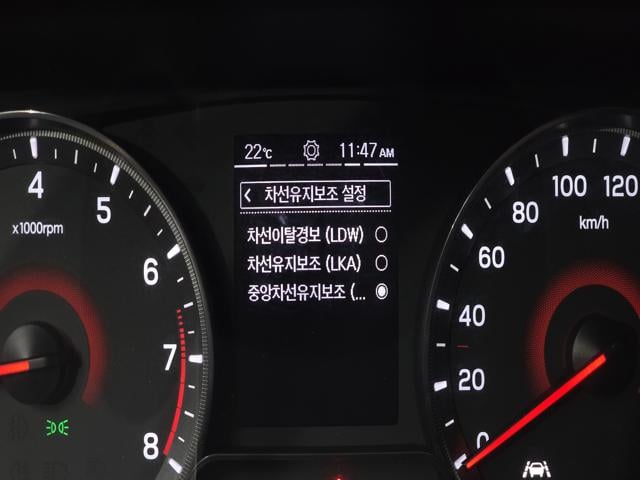 22℃ 11:47 AM
< 차선유지보조 설정
차선이탈경보 (LDW)
차선유지보조 (LKA)
중앙차선유지보조 (...
4
5
6
7
8
x1000rpm
0
20
40
60
80
100
120
km/h